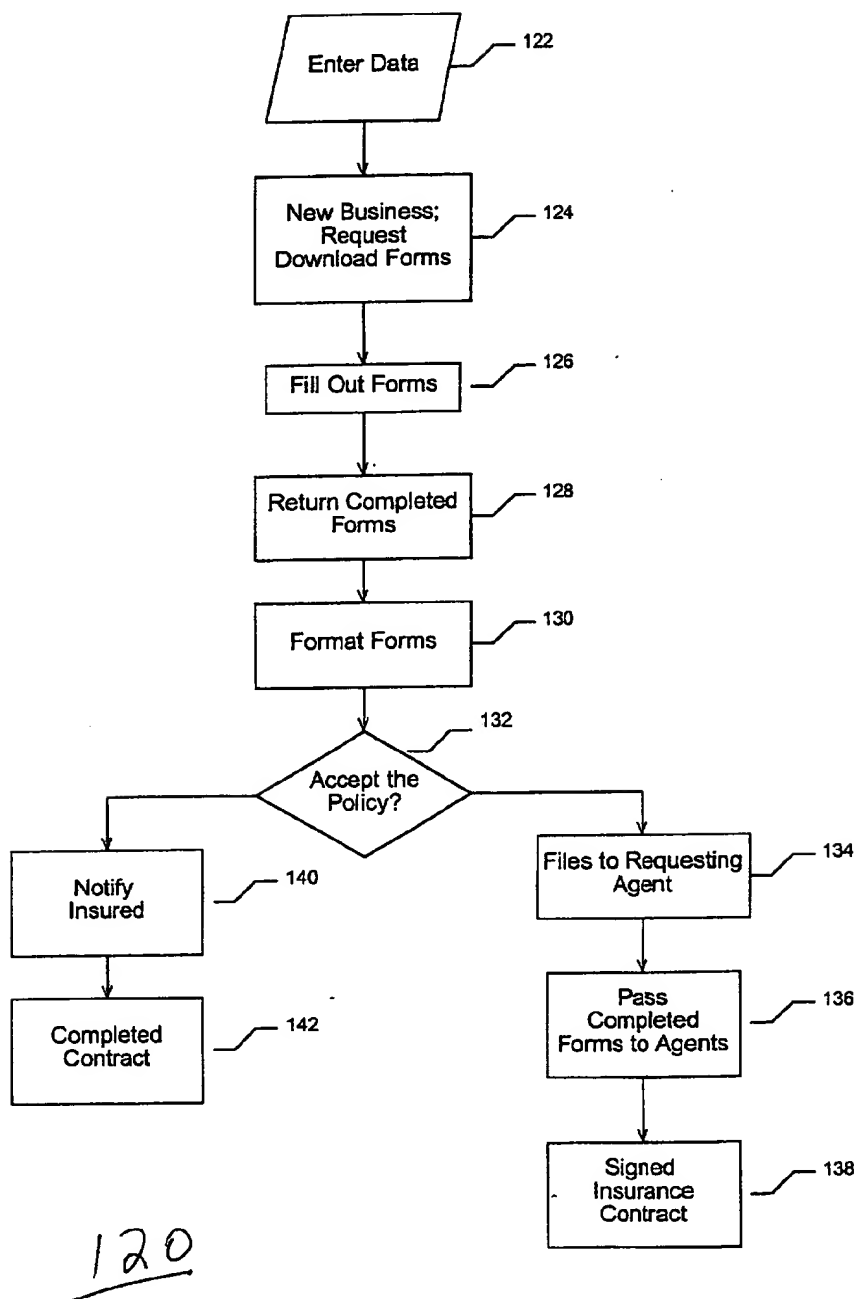 Enter Data
122
New Business;
Request
Download Forms
124
Fill Out Forms
126
Return Completed
Forms
128
Format Forms
130
Accept the
Policy?
132
Notify
Insured
140
Completed
Contract
142
Files to Requesting
Agent
134
Pass
Completed
Forms to Agents
136
Signed
Insurance
Contract
138
120